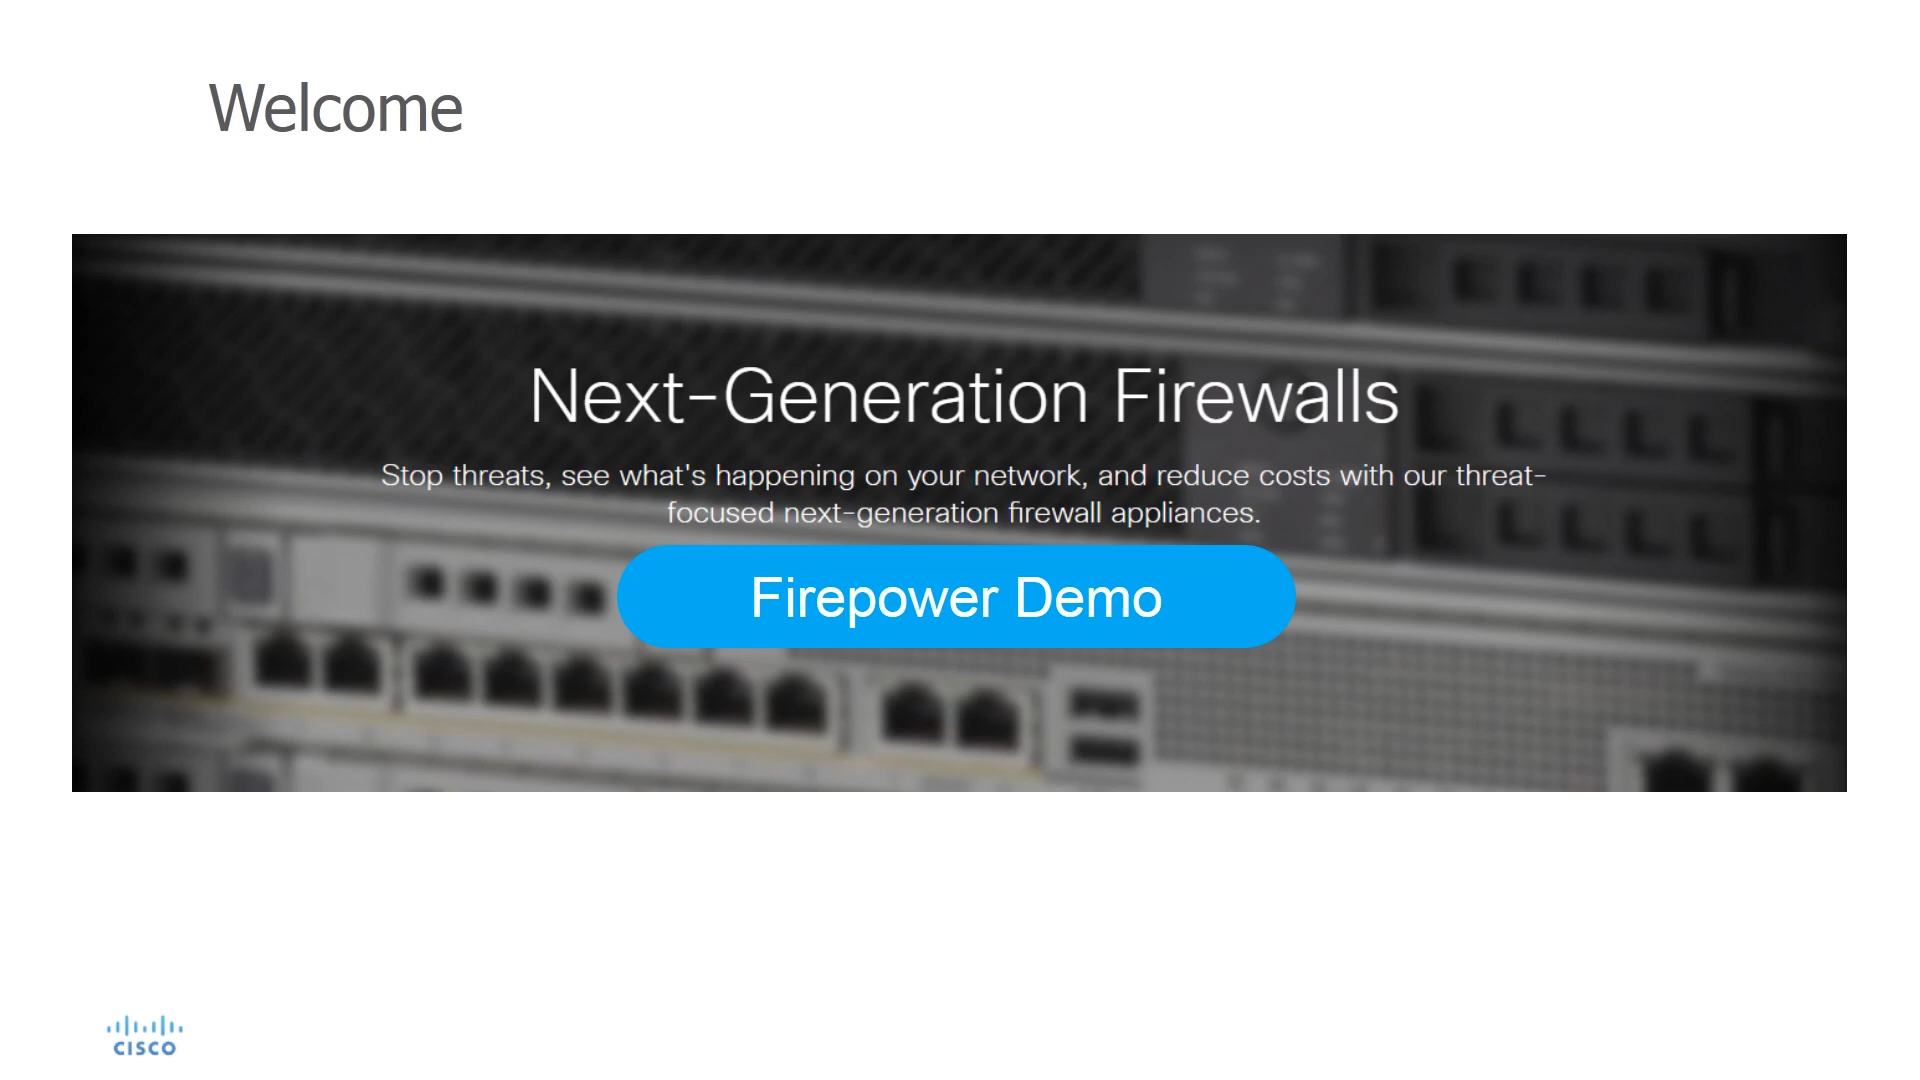 Welcome
Next-Generation Firewalls
Stop threats, see what's happening on your network, and reduce costs with our threat-
focused next-generation firewall appliances.
Firepower Demo
CISCO